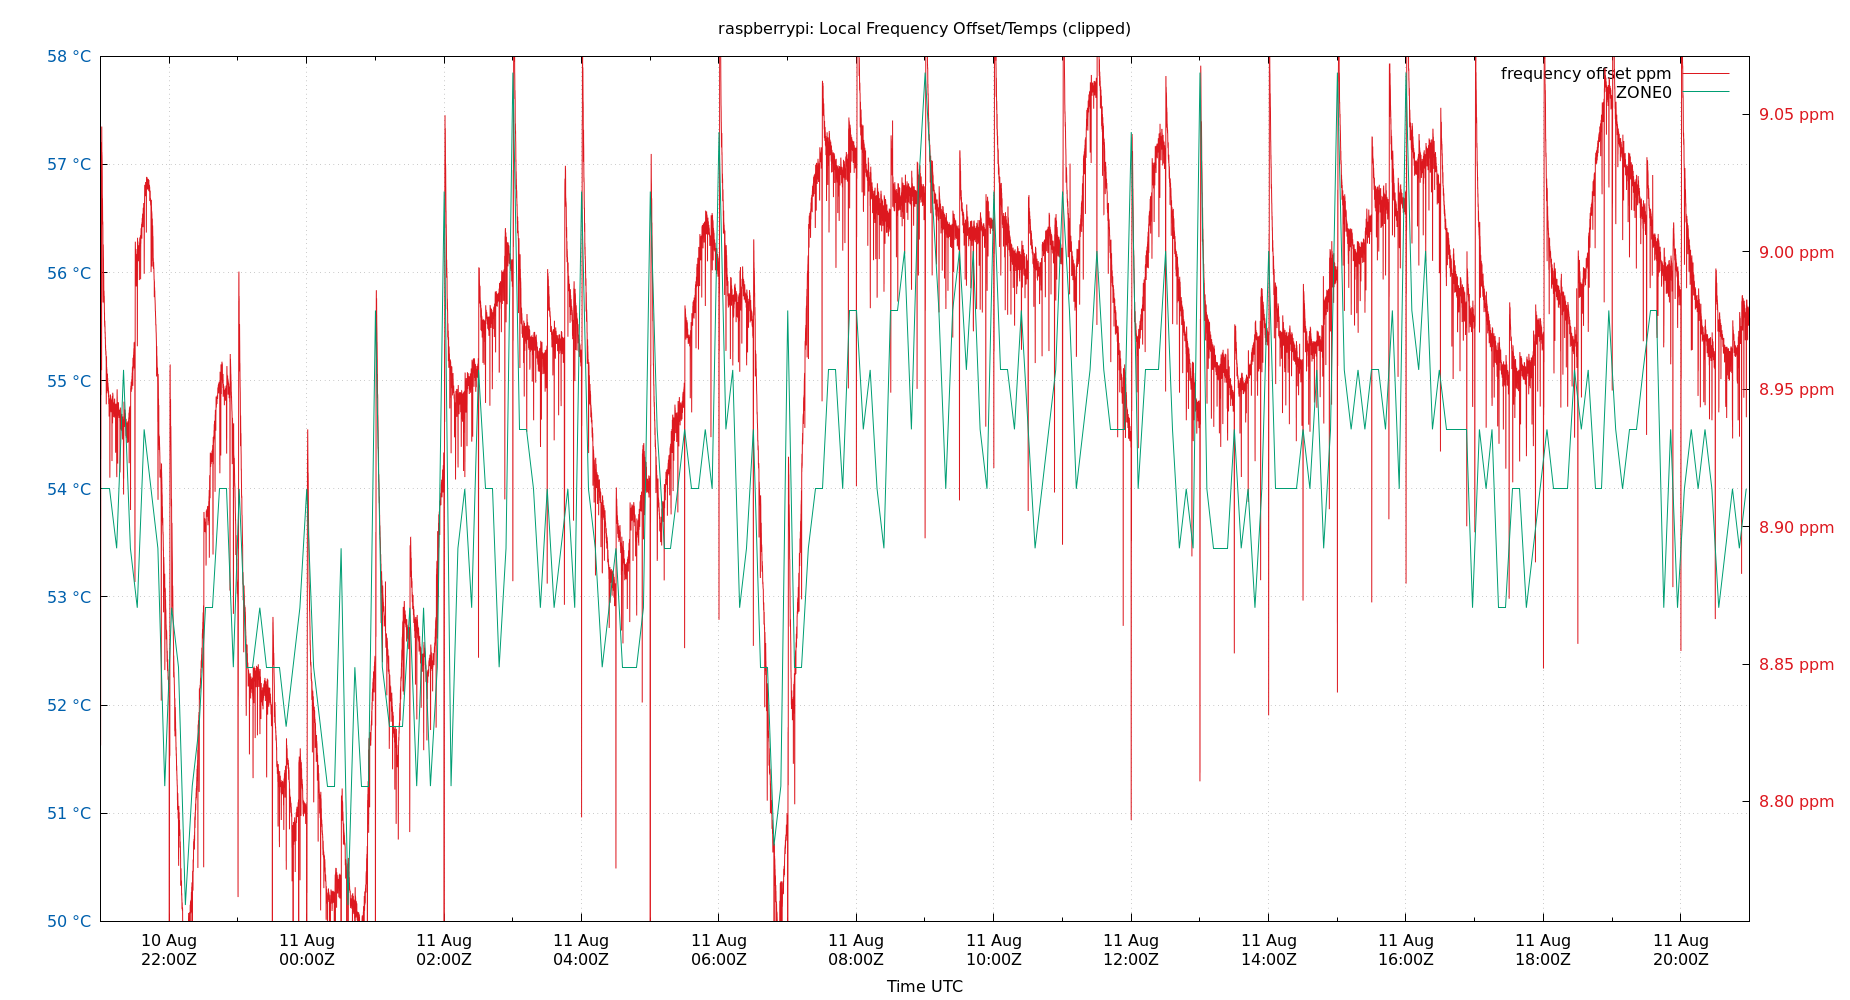 raspberrypi: Local Frequency Offset/Temps (clipped)
58 °C
57 °C
56 °C
55 °C
54 °C
53 °C
52 °C
51 °C
50 °C
frequency offset ppm
ZONE0
9.05 ppm
9.00 ppm
8.95 ppm
8.90 ppm
8.85 ppm
8.80 ppm
10 Aug
22:00Z
11 Aug
00:00Z
11 Aug
02:00Z
11 Aug
04:00Z
11 Aug
06:00Z
11 Aug
08:00Z
11 Aug
10:00Z
11 Aug
12:00Z
11 Aug
14:00Z
11 Aug
16:00Z
11 Aug
18:00Z
11 Aug
20:00Z
Time UTC